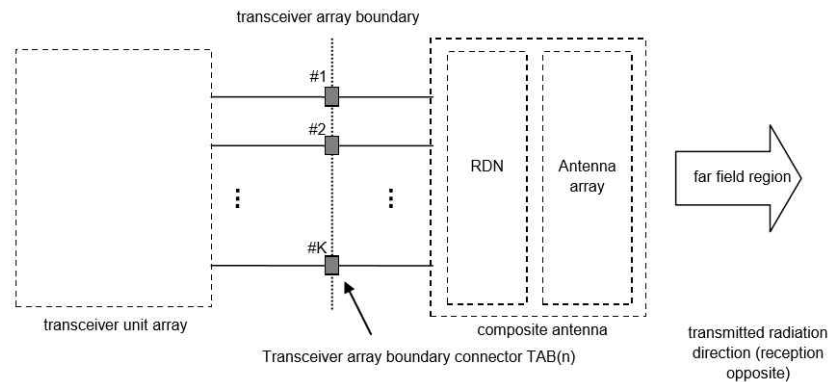 transceiver array boundary
#1
#2
#K
RDN
Antenna
array
far field region
transceiver unit array
composite antenna
Transceiver array boundary connector TAB(n)
transmitted radiation
direction (reception
opposite)